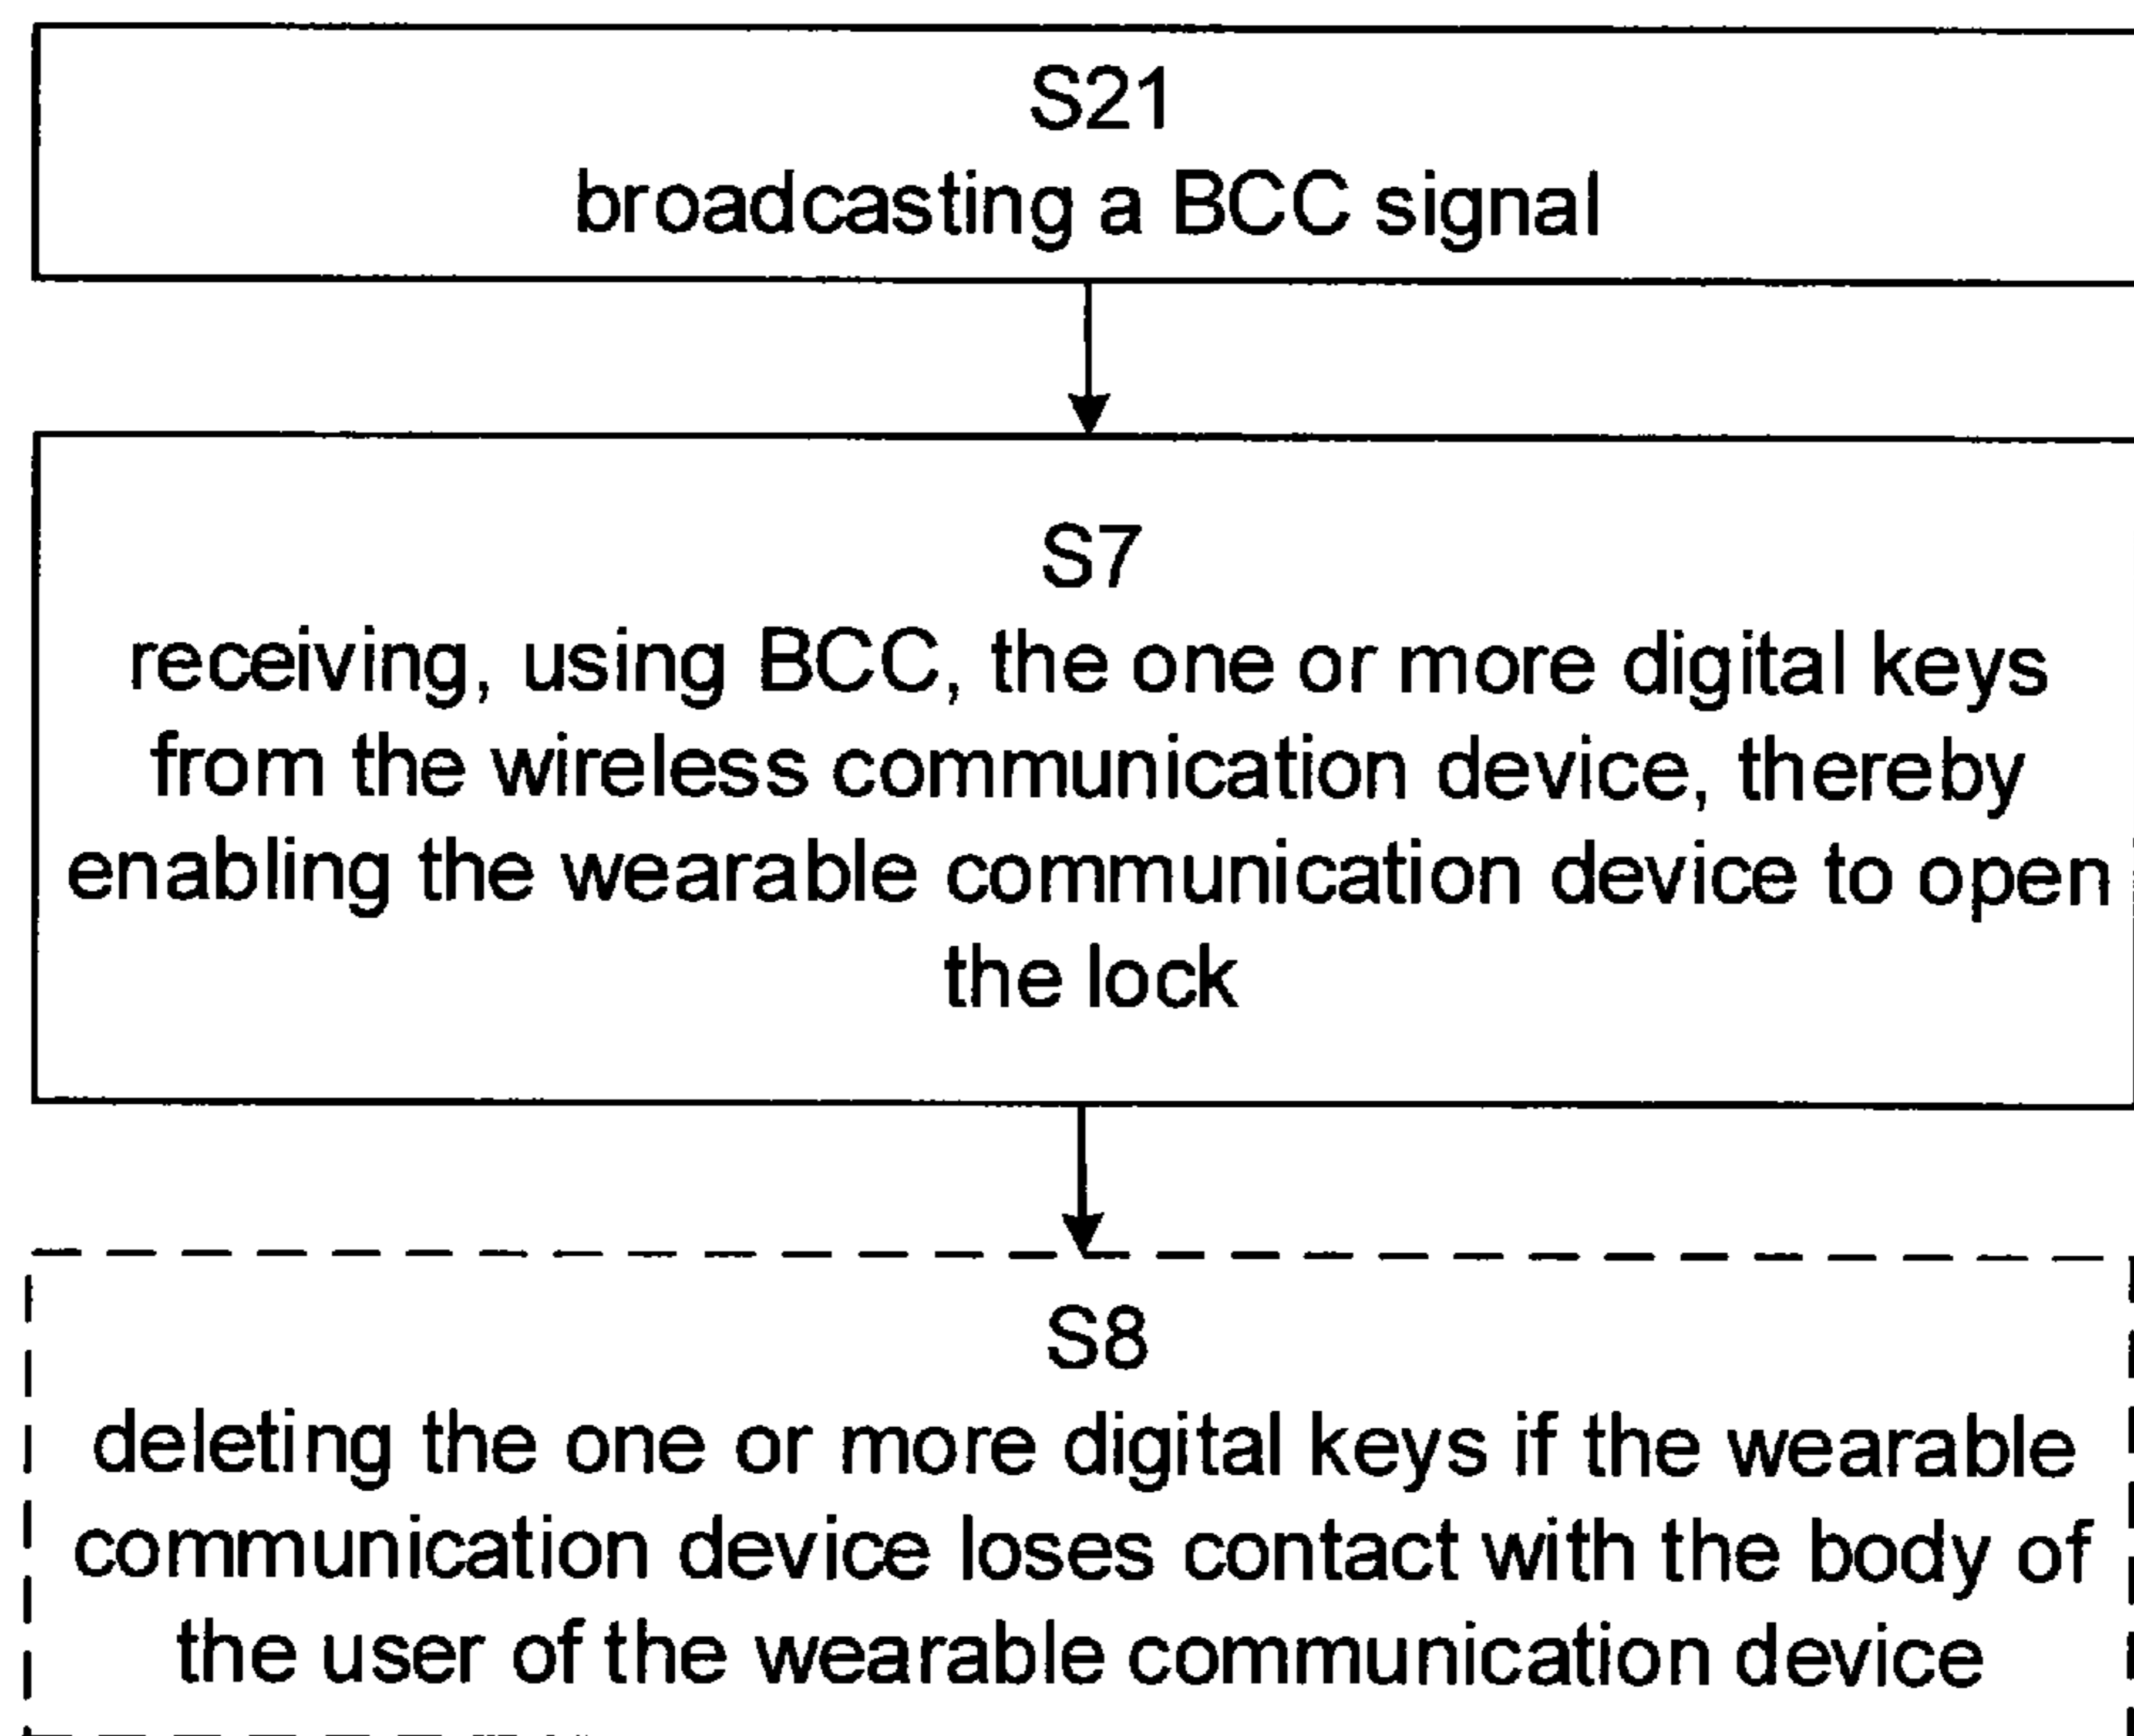 S21
broadcasting a BCC signal
S7
receiving, using BCC, the one or more digital keys
from the wireless communication device, thereby
enabling the wearable communication device to open
the lock
S8
deleting the one or more digital keys if the wearable
communication device loses contact with the body of
the user of the wearable communication device